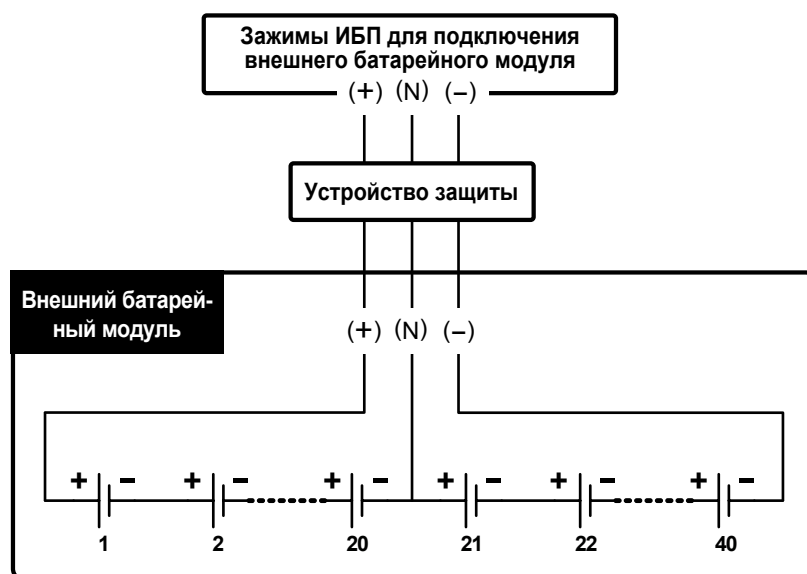 Зажимы ИБП для подключения
внешнего батарейного модуля
(+) (N) (−)
Устройство защиты
Внешний батарей-
ный модуль
(+) (N) (−)
+ − + − + − + − + − + −
1 2 20 21 22 40